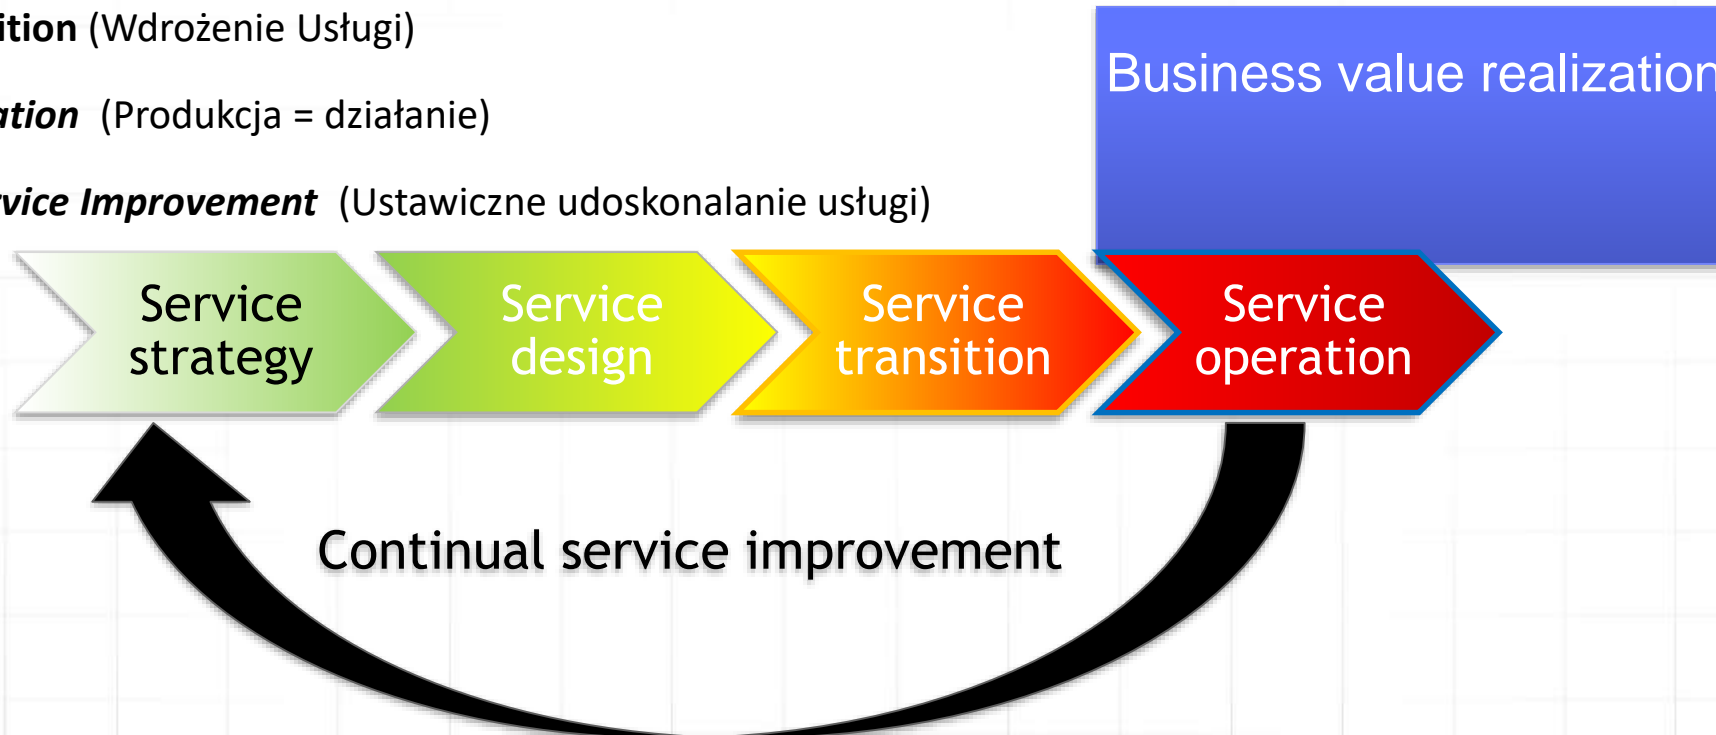 ition (Wdrożenie Usługi)
ation (Produkcja = działanie)
rvice Improvement (Ustawiczne udoskonalanie usługi)
Business value realization
Service
strategy
Service
design
Service
transition
Service
operation
Continual service improvement